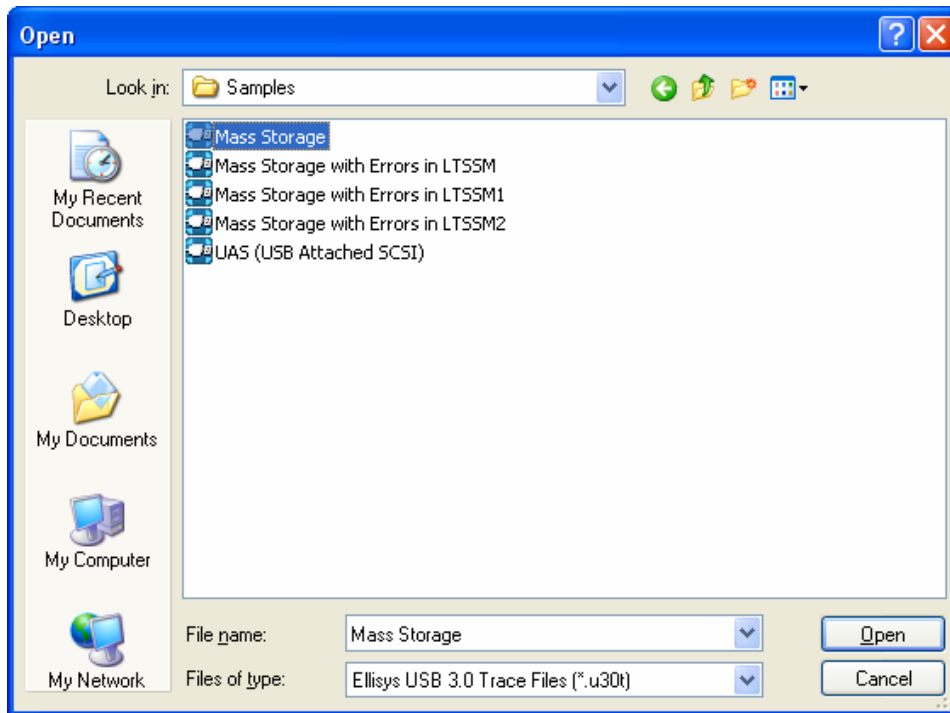 Open
Look in:
Samples
Mass Storage
Mass Storage with Errors in LTSSM
Mass Storage with Errors in LTSSM1
Mass Storage with Errors in LTSSM2
UAS (USB Attached SCSI)
My Recent
Documents
Desktop
My Documents
My Computer
My Network
File name:
Mass Storage
Open
Files of type:
Ellisys USB 3.0 Trace Files (*.u30t)
Cancel